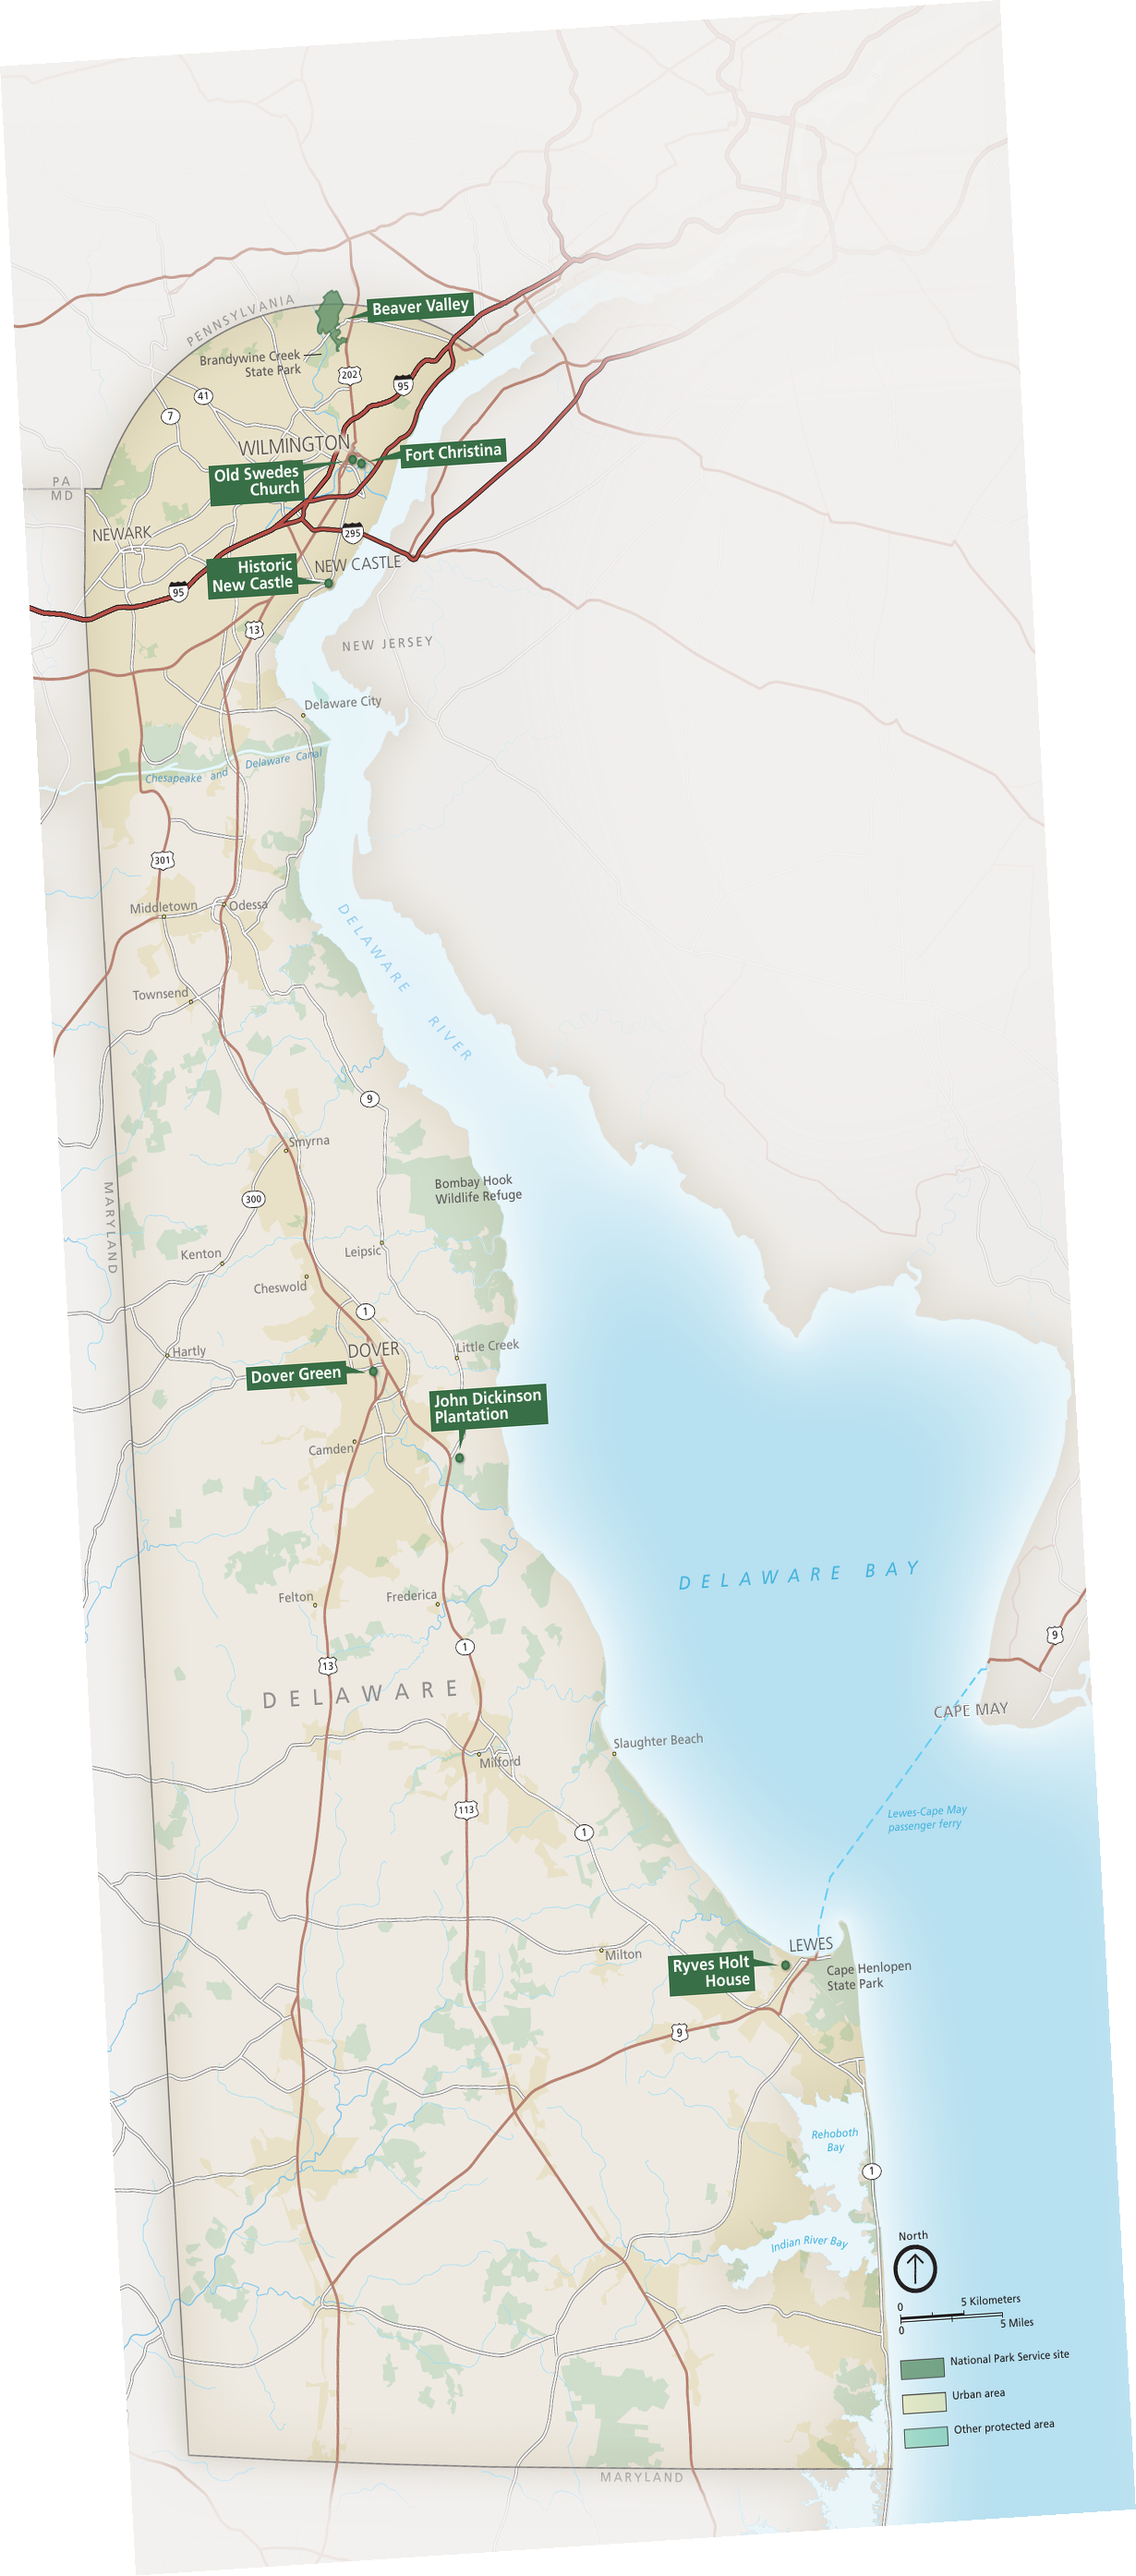 PENNSYLVANIA
Beaver Valley
Brandywine Creek
State Park
202
95
41
7
WILMINGTON
Fort Christina
Old Swedes
Church
PA
MD
NEWARK
295
Historic
New Castle
NEW CASTLE
95
13
NEW JERSEY
Delaware City
Chesapeake and Delaware Canal
301
Middletown
Odessa
DELAWARE RIVER
Townsend
9
Smyrna
Bombay Hook
Wildlife Refuge
300
MARYLAND
Kenton
Leipsic
Cheswold
1
Hartly
DOVER
Little Creek
Dover Green
John Dickinson
Plantation
Camden
DELAWARE BAY
Felton
Frederica
9
1
13
DELAWARE
CAPE MAY
Slaughter Beach
Milford
113
Lewes-Cape May
passenger ferry
1
LEWES
Milton
Ryves Holt
House
Cape Henlopen
State Park
9
Rehoboth
Bay
1
Indian River Bay
North
0
5 Kilometers
0
5 Miles
National Park Service site
Urban area
Other protected area
MARYLAND